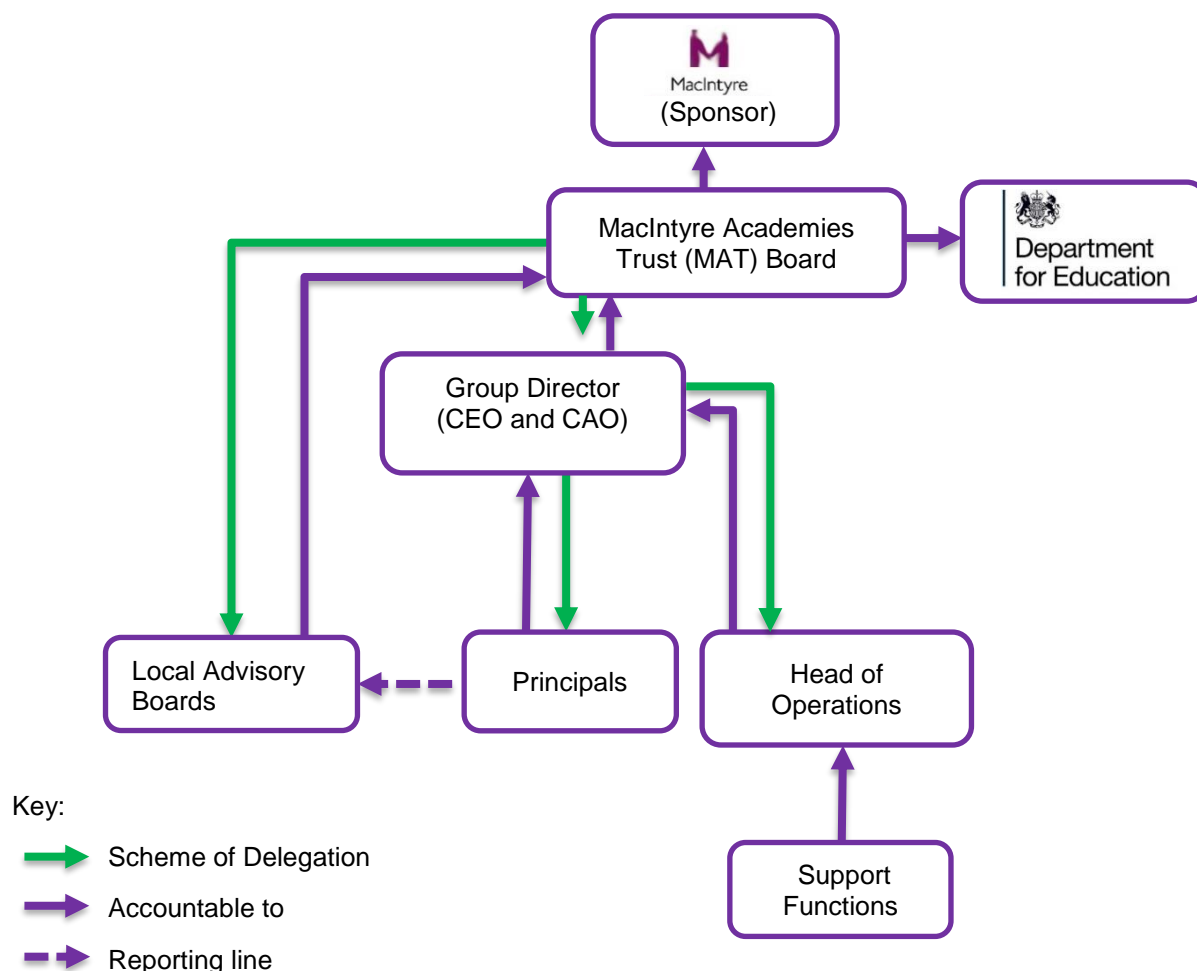 MacIntyre
(Sponsor)
MacIntyre Academies
Trust (MAT) Board
Department
for Education
Group Director
(CEO and CAO)
Local Advisory
Boards
Principals
Head of
Operations
Support
Functions
Key:
Scheme of Delegation
Accountable to
Reporting line